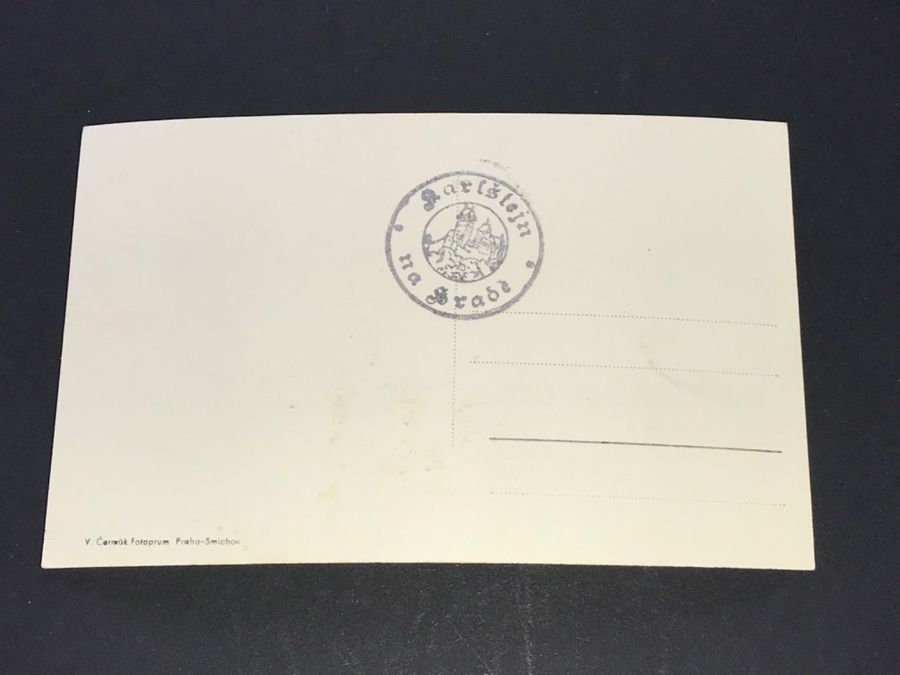 Karlštejn
na Hradě
V. Čermák Fotoprum Praha-Smíchov